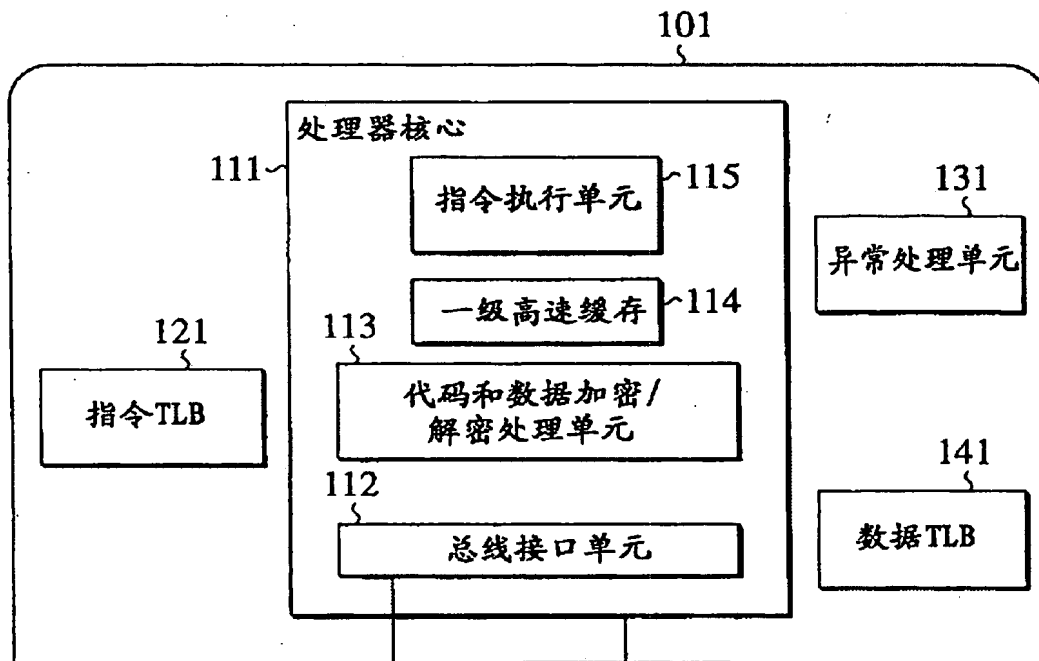 101
处理器核心
111
指令执行单元
115
131
异常处理单元
一级高速缓存
114
113
121
代码和数据加密/
解密处理单元
指令TLB
112
141
总线接口单元
数据TLB